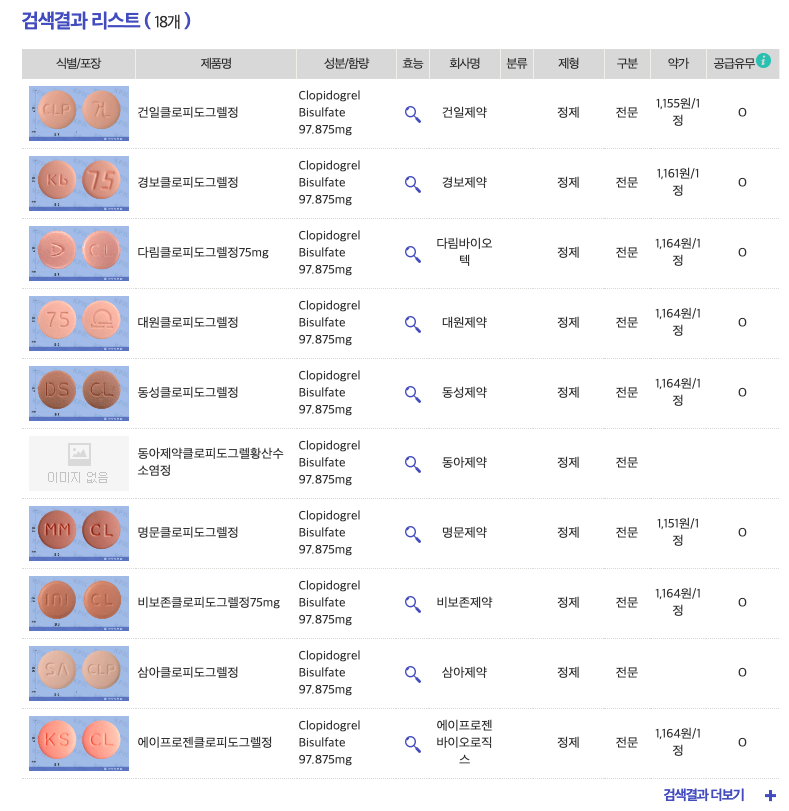 검색결과 리스트 ( 18개 )
식별/포장 제품명 성분/함량 효능 회사명 분류 제형 구분 약가 공급유무 i
CLP 건일클로피도그렐정 Clopidogrel Bisulfate 97.875mg 건일제약 정제 전문 1,155원/1정 O
Kb 75 경보클로피도그렐정 Clopidogrel Bisulfate 97.875mg 경보제약 정제 전문 1,161원/1정 O
D CL 다림클로피도그렐정75mg Clopidogrel Bisulfate 97.875mg 다림바이오텍 정제 전문 1,164원/1정 O
75 대원클로피도그렐정 Clopidogrel Bisulfate 97.875mg 대원제약 정제 전문 1,164원/1정 O
DS CL 동성클로피도그렐정 Clopidogrel Bisulfate 97.875mg 동성제약 정제 전문 1,164원/1정 O
이미지 없음 동아제약클로피도그렐황산수소염정 Clopidogrel Bisulfate 97.875mg 동아제약 정제 전문
MM CL 명문클로피도그렐정 Clopidogrel Bisulfate 97.875mg 명문제약 정제 전문 1,151원/1정 O
INI CL 비보존클로피도그렐정75mg Clopidogrel Bisulfate 97.875mg 비보존제약 정제 전문 1,164원/1정 O
SA CLP 삼아클로피도그렐정 Clopidogrel Bisulfate 97.875mg 삼아제약 정제 전문 O
KS CL 에이프로젠클로피도그렐정 Clopidogrel Bisulfate 97.875mg 에이프로젠바이오로직스 정제 전문 1,164원/1정 O
검색결과 더보기 +